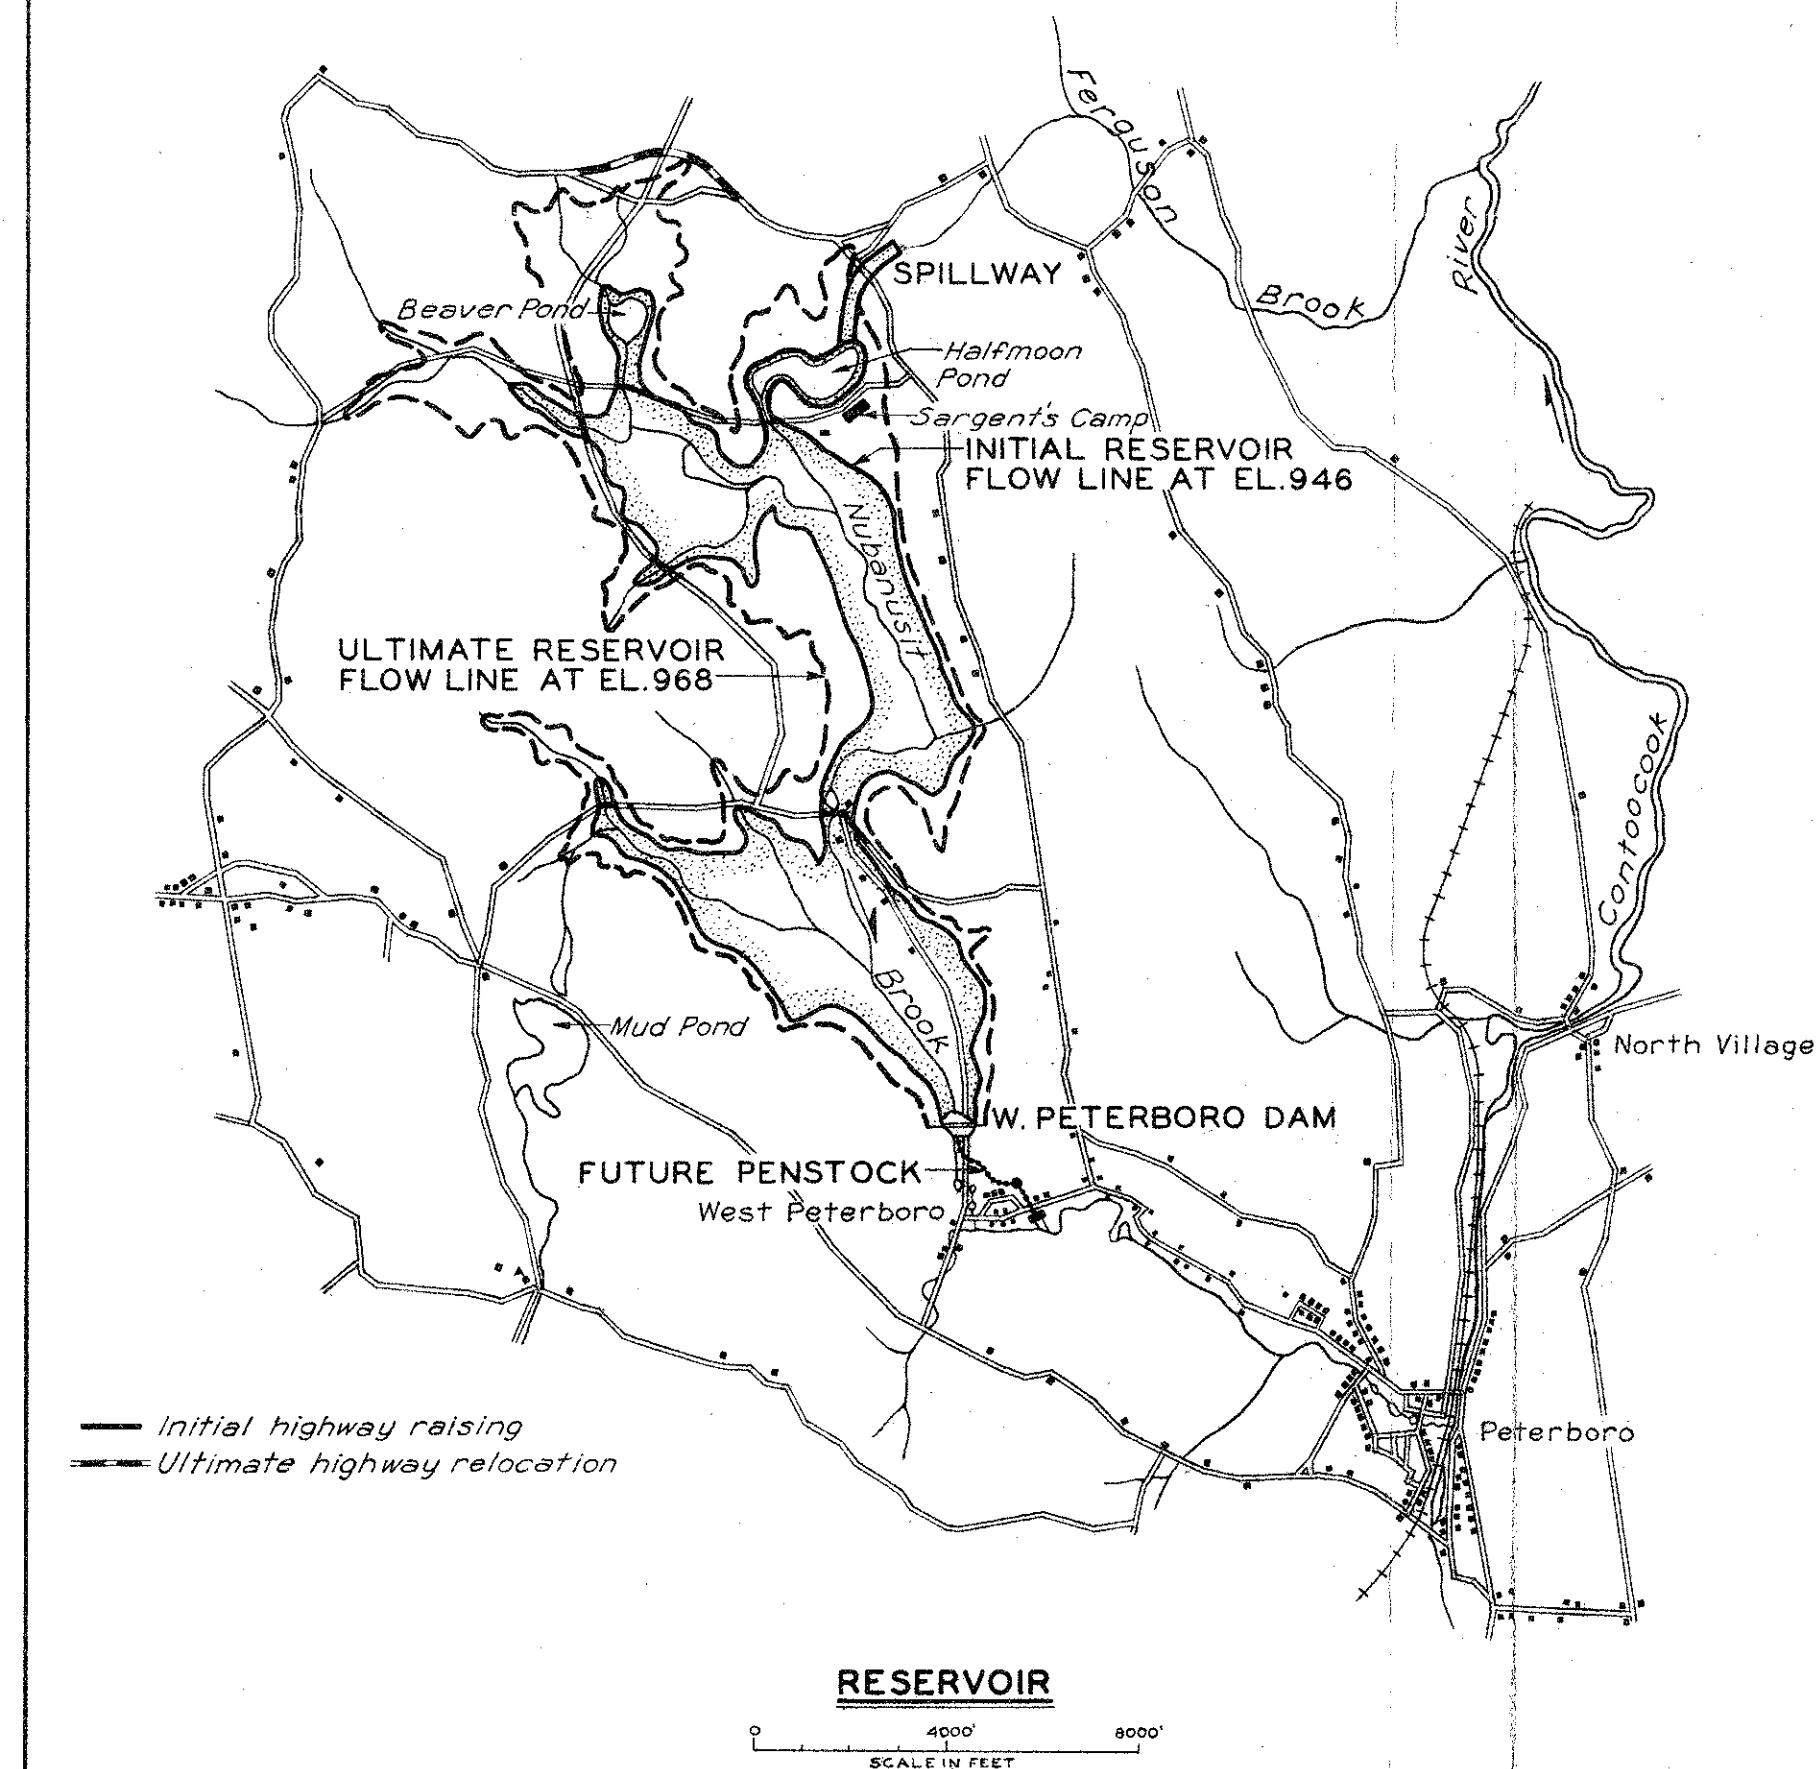 Ferguson
Brook
River
SPILLWAY
Beaver Pond
Halfmoon
Pond
Sargent's Camp
INITIAL RESERVOIR
FLOW LINE AT EL.946
Nubanusit
ULTIMATE RESERVOIR
FLOW LINE AT EL.968
Contoocook
Brook
Mud Pond
North Village
W. PETERBORO DAM
FUTURE PENSTOCK
West Peterboro
Initial highway raising
Peterboro
Ultimate highway relocation
RESERVOIR
0 4000' 8000'
SCALE IN FEET